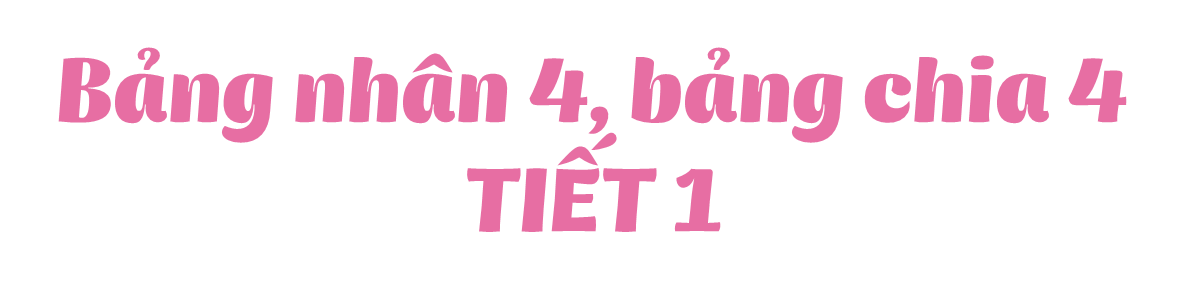 Bảng nhân 4, bảng chia 4
TIẾT 1